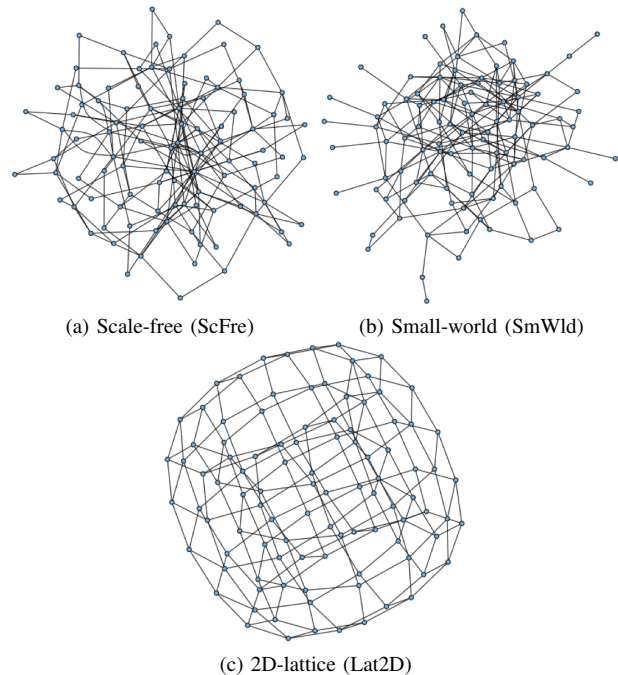 (a) Scale-free (ScFre)
(b) Small-world (SmWld)
(c) 2D-lattice (Lat2D)